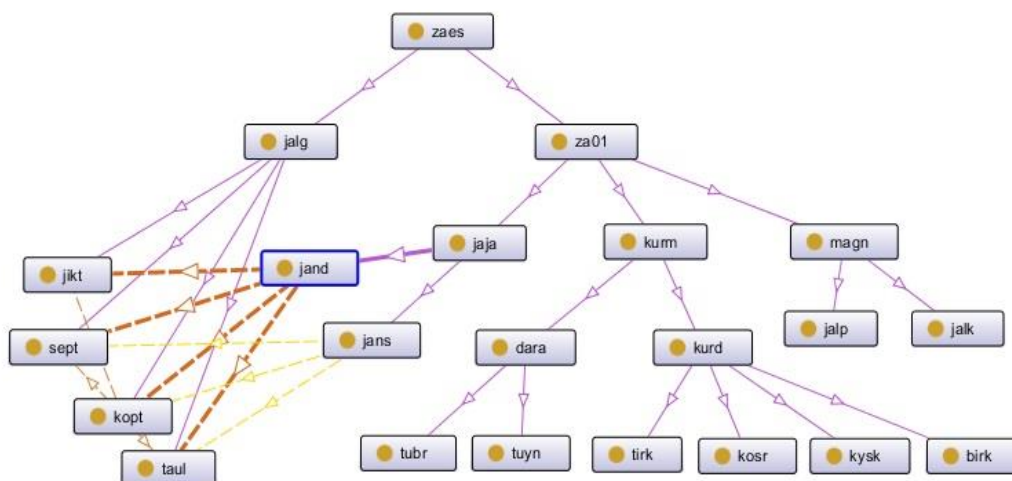 zaes
jalg
za01
jaja
kurm
magn
jikt
jand
sept
jans
dara
kurd
jalp
jalk
kopt
taul
tubr
tuyn
tirk
kosr
kysk
birk